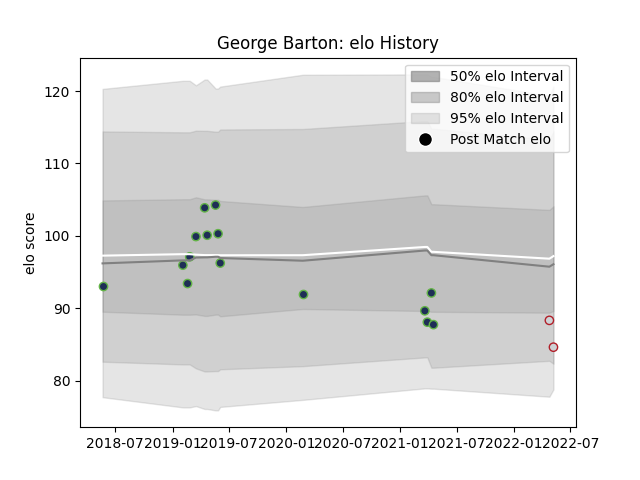 George Barton: elo History
50% elo Interval
80% elo Interval
95% elo Interval
Post Match elo
elo score
120
110
100
90
80
2018-07 2019-01 2019-07 2020-01 2020-07 2021-01 2021-07 2022-01 2022-07